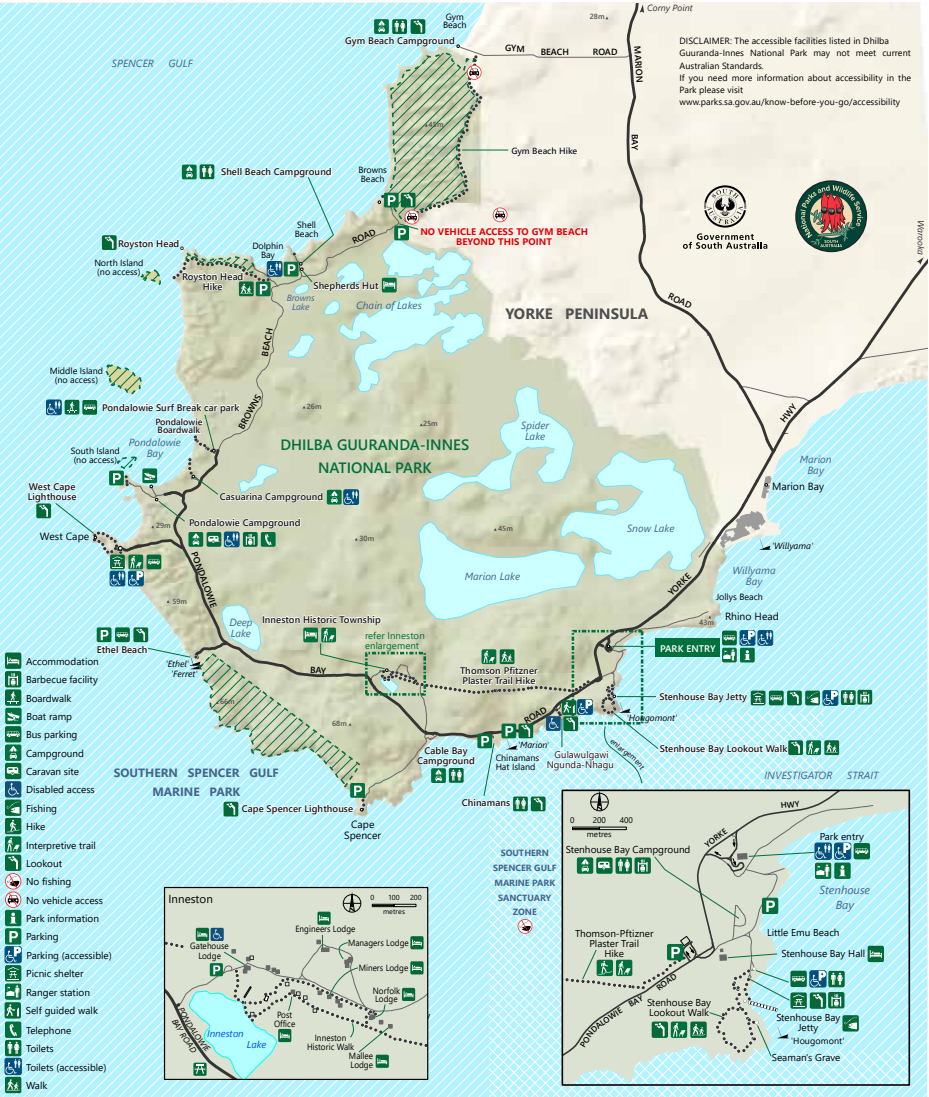 Corny Point
Gym
Beach
28m
Gym Beach Campground
GYM BEACH ROAD
MARION
BAY
ROAD
SPENCER GULF
DISCLAIMER: The accessible facilities listed in Dhilba
Guuranda-Innes National Park may not meet current
Australian Standards.
If you need more information about accessibility in the
Park please visit
www.parks.sa.gov.au/know-before-you-go/accessibility
45m
Gym Beach Hike
Shell Beach Campground
Browns
Beach
P
P
NO VEHICLE ACCESS TO GYM BEACH
BEYOND THIS POINT
SOUTH
AUSTRALIA
Government
of South Australia
National Parks and Wildlife Service
SOUTH
AUSTRALIA
Warooka
Royston Head
Shell
Beach
ROAD
Dolphin
Bay
P
North Island
(no access)
Royston Head
Hike
P
Shepherds Hut
Browns
Lake
Chain of Lakes
YORKE PENINSULA
BEACH
BROWNS
HWY
Middle Island
(no access)
Pondalowie Surf Break car park
Pondalowie
Boardwalk
26m
25m
Spider
Lake
Pondalowie
Bay
South Island
(no access)
P
DHILBA GUURANDA-INNES
NATIONAL PARK
Marion
Bay
Marion Bay
West Cape
Lighthouse
Casuarina Campground
Pondalowie Campground
29m
West Cape
30m
45m
Snow Lake
'Willyama'
Marion Lake
Willyama
Bay
PONDALOWIE
YORKE
59m
Jollys Beach
Rhino Head
43m
Deep
Lake
Inneston Historic Township
refer Inneston
enlargement
P
Ethel Beach
'Ethel'
'Ferret'
PARK ENTRY
P
BAY
Thomson Pfitzner
Plaster Trail Hike
Stenhouse Bay Jetty
P
66m
68m
ROAD
P
'Hougomont'
Stenhouse Bay Lookout Walk
P
P
'Marion'
Chinamans
Hat Island
Gulawulgawi
Ngunda-Nhagu
enlargement
Cable Bay
Campground
INVESTIGATOR STRAIT
SOUTHERN SPENCER GULF
MARINE PARK
P
Cape Spencer Lighthouse
Cape
Spencer
Chinamans
Accommodation
Barbecue facility
Boardwalk
Boat ramp
Bus parking
Campground
Caravan site
Disabled access
Fishing
Hike
Interpretive trail
Lookout
No fishing
No vehicle access
Park information
P Parking
P Parking (accessible)
Picnic shelter
Ranger station
Self guided walk
Telephone
Toilets
Toilets (accessible)
Walk
SOUTHERN
SPENCER GULF
MARINE PARK
SANCTUARY
ZONE
Inneston
0 100 200
metres
Engineers Lodge
Gatehouse
Lodge
P
Managers Lodge
Miners Lodge
Norfolk
Lodge
Post
Office
Inneston
Lake
Inneston
Historic Walk
Mallee
Lodge
PONDALOWIE
BAY ROAD
0 200 400
metres
HWY
YORKE
Park entry
P
Stenhouse Bay Campground
Stenhouse
Bay
P
Little Emu Beach
Thomson-Pfitzner
Plaster Trail
Hike
P
Stenhouse Bay Hall
P
PONDALOWIE BAY ROAD
Stenhouse Bay
Lookout Walk
Stenhouse Bay
Jetty
'Hougomont'
Seaman's Grave